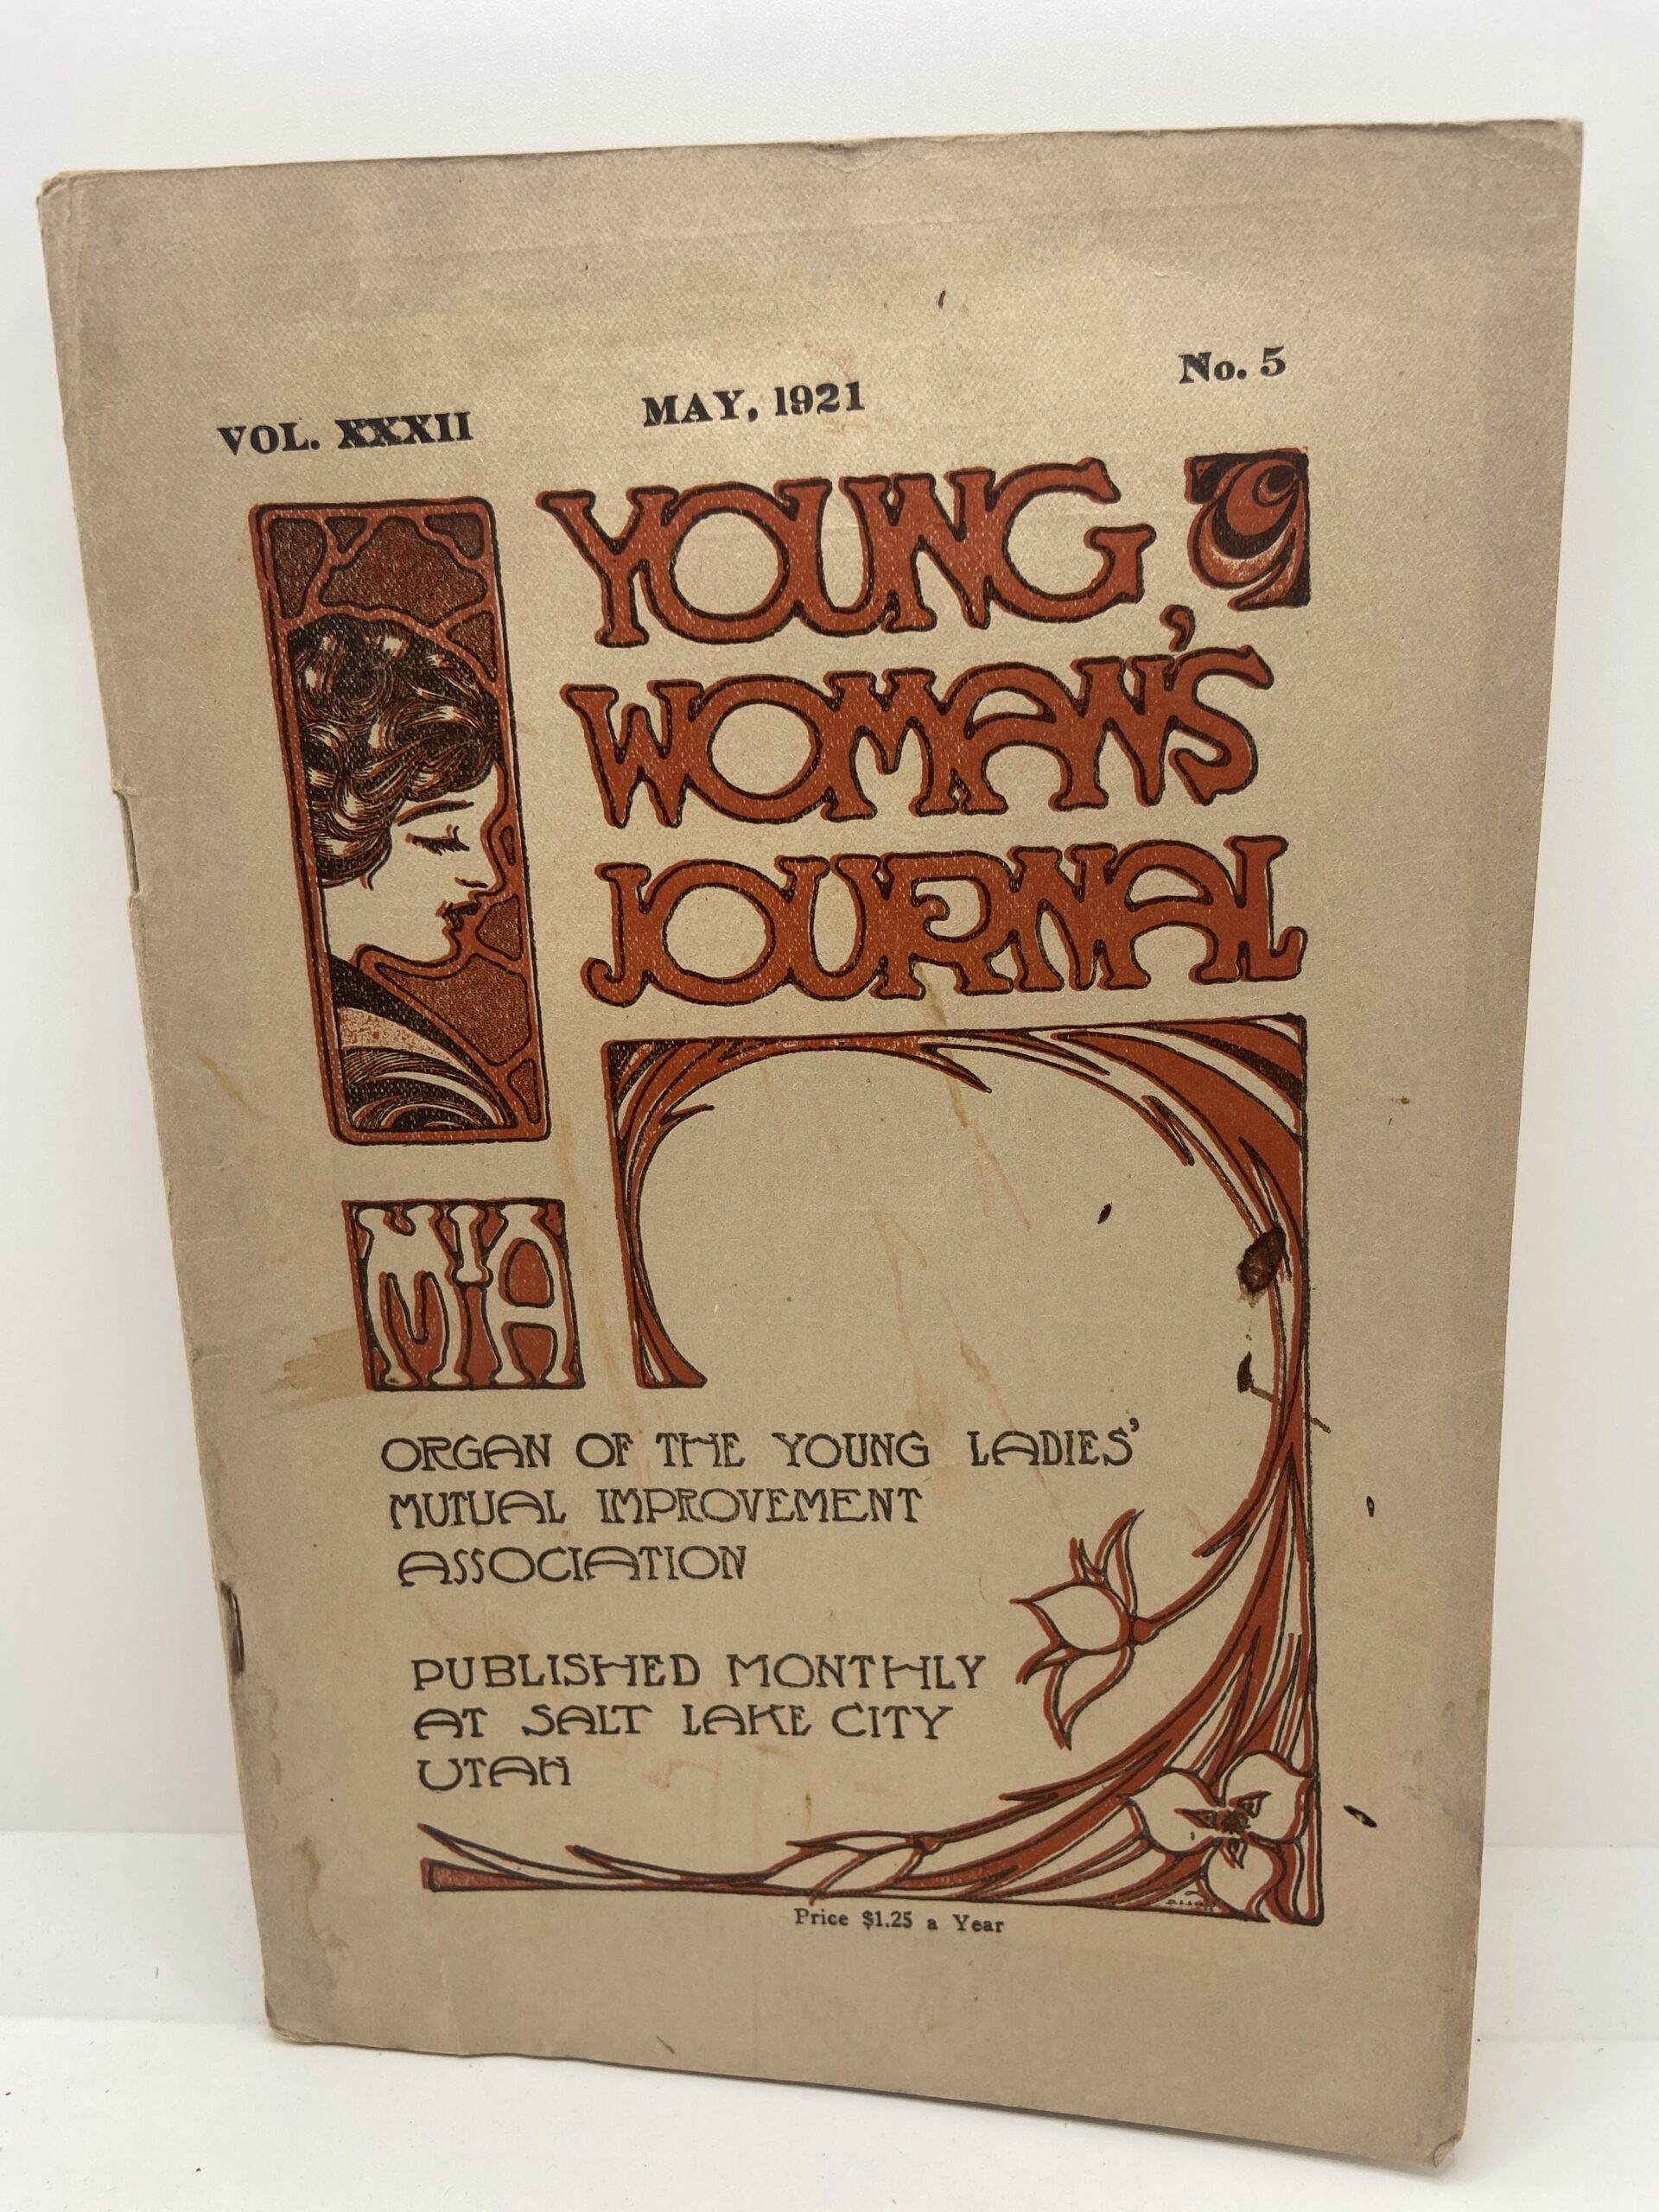 VOL. XXXII MAY, 1921 No. 5
YOUNG
WOMAN'S
JOURNAL
MIA
ORGAN OF THE YOUNG LADIES'
MUTUAL IMPROVEMENT
ASSOCIATION
PUBLISHED MONTHLY
AT SALT LAKE CITY
UTAH
Price $1.25 a Year